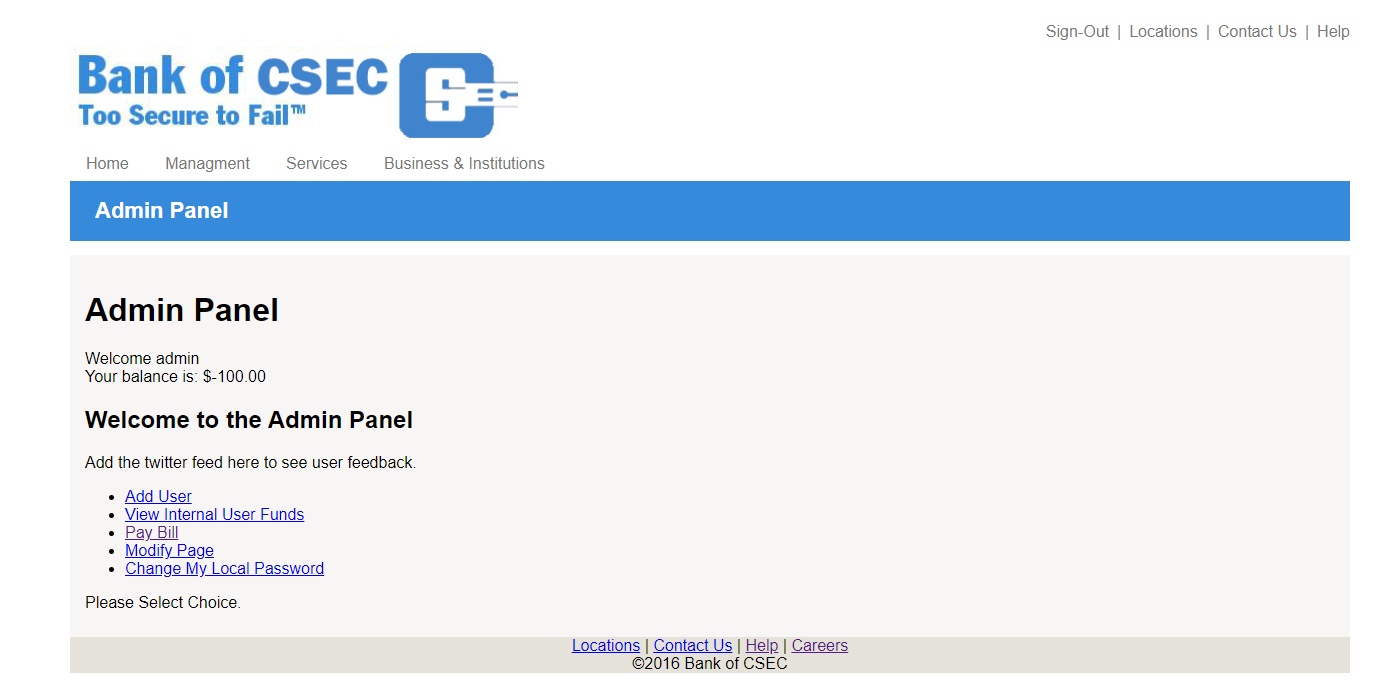 Sign-Out | Locations | Contact Us | Help
Bank of CSEC
Too Secure to Fail™
Home Managment Services Business & Institutions
Admin Panel
Admin Panel
Welcome admin
Your balance is: $-100.00
Welcome to the Admin Panel
Add the twitter feed here to see user feedback.
• Add User
• View Internal User Funds
• Pay Bill
• Modify Page
• Change My Local Password
Please Select Choice.
Locations | Contact Us | Help | Careers
©2016 Bank of CSEC